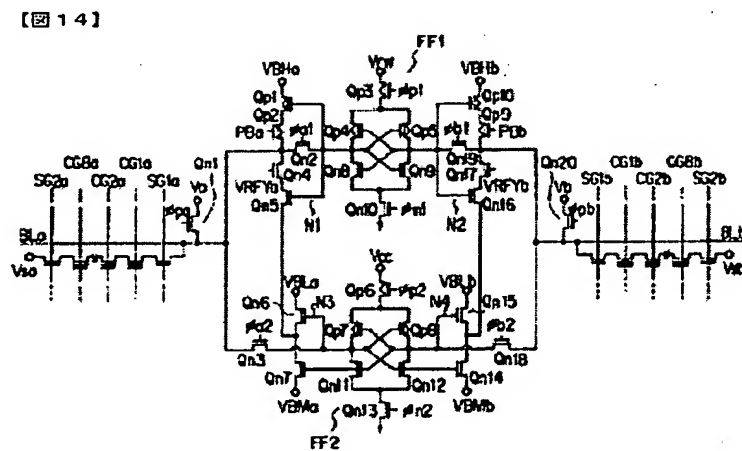 【図14】
FF1
VBHa
Vrw
VBHb
Qp1
Qp3
φp1
Qp10
Qp2
Qp9
PBa
φa1
Qp4
Qp5
φb1
PBb
CG8a
CG1a
Qn1
Qn2
Qn19
Qn20
CG1b
CG8b
SG2a
CG2a
SG1a
Va
Qn4
Qn8
Qn9
Qn17
Vb
SG1b
CG2b
SG2b
VRFYa
VRFYb
φpa
Qn5
Qn10
φn1
Qn16
φpb
BLa
N1
N2
BLb
Vsa
Vcc
VBLa
VBLb
Qp6
φp2
Qn6
N3
N4
Qn15
φa2
Qp7
Qp8
φb2
Qn3
Qn18
Qn7
Qn11
Qn12
Qn14
VBMa
Qn13
φn2
VBMb
FF2